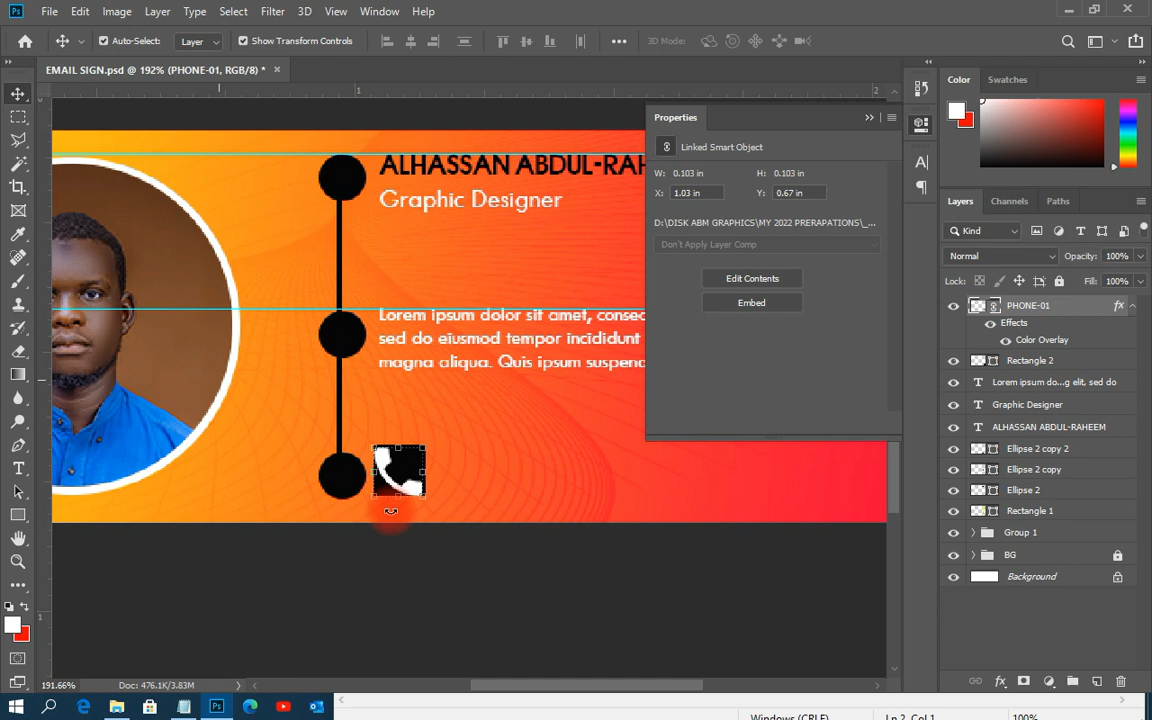 Ps File Edit Image Layer Type Select Filter 3D View Window Help
Auto-Select: Layer Show Transform Controls 3D Mode:
EMAIL SIGN.psd @ 192% (PHONE-01, RGB/8) *
1 2
ALHASSAN ABDUL-RAH
Graphic Designer
Lorem ipsum dolor sit amet, consec
sed do eiusmod tempor incididunt
magna aliqua. Quis ipsum suspend
Properties
Linked Smart Object
W: 0.103 in H: 0.103 in
X: 1.03 in Y: 0.67 in
D:\DISK ABM GRAPHICS\MY 2022 PRERAPATIONS\_...
Don't Apply Layer Comp
Edit Contents
Embed
Color Swatches
Layers Channels Paths
Kind
Normal Opacity: 100%
Lock: Fill: 100%
PHONE-01 fx
Effects
Color Overlay
Rectangle 2
T Lorem ipsum do...g elit, sed do
T Graphic Designer
T ALHASSAN ABDUL-RAHEEM
Ellipse 2 copy 2
Ellipse 2 copy
Ellipse 2
Rectangle 1
Group 1
BG
Background
1
191.66% Doc: 476.1K/3.83M
Windows (CRLF) Ln 2, Col 1 100%